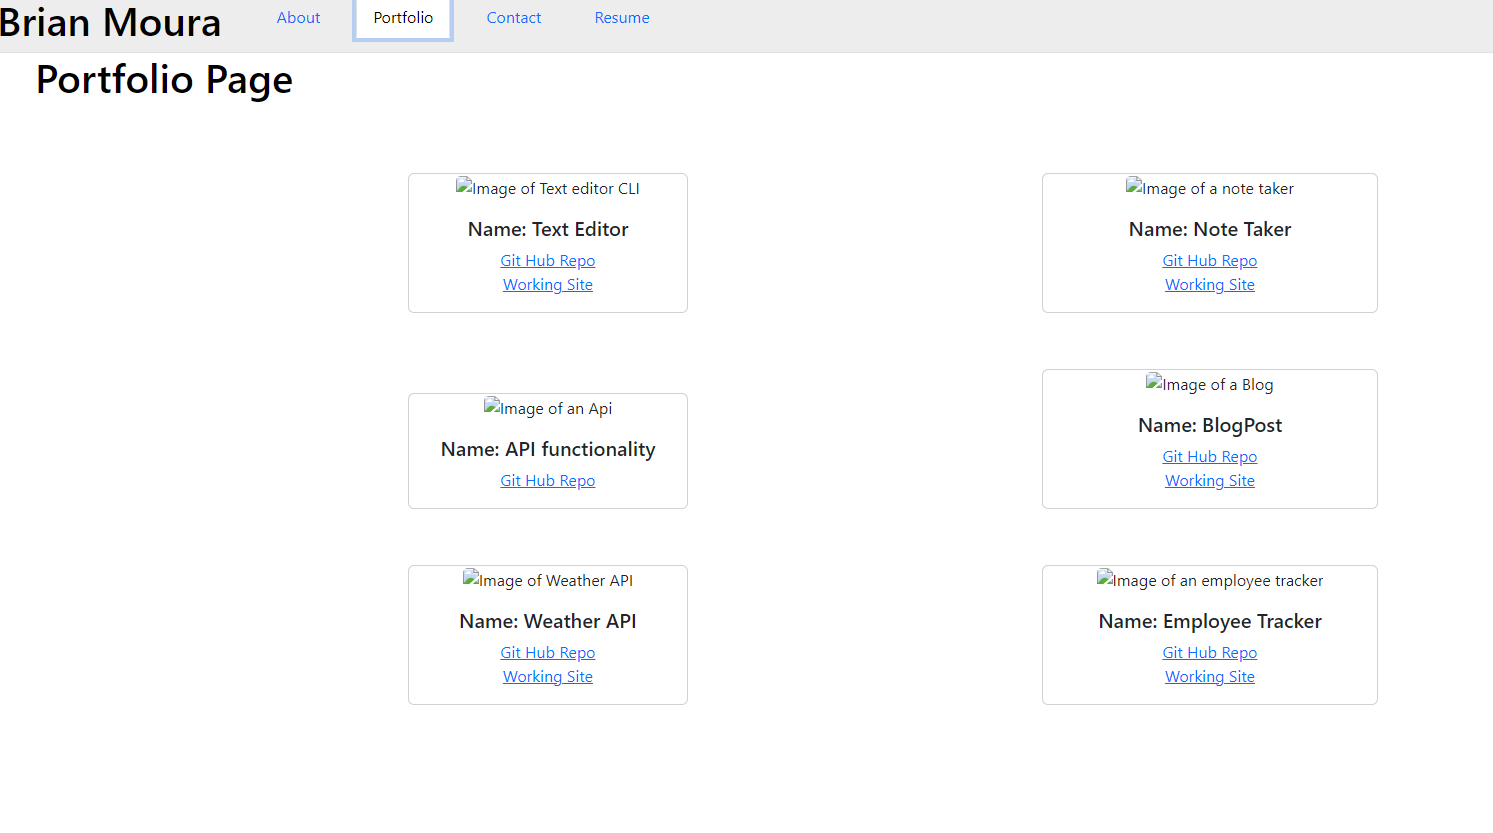 Brian Moura
About
Portfolio
Contact
Resume
Portfolio Page
Image of Text editor CLI
Name: Text Editor
Git Hub Repo
Working Site
Image of a note taker
Name: Note Taker
Git Hub Repo
Working Site
Image of an Api
Name: API functionality
Git Hub Repo
Image of a Blog
Name: BlogPost
Git Hub Repo
Working Site
Image of Weather API
Name: Weather API
Git Hub Repo
Working Site
Image of an employee tracker
Name: Employee Tracker
Git Hub Repo
Working Site